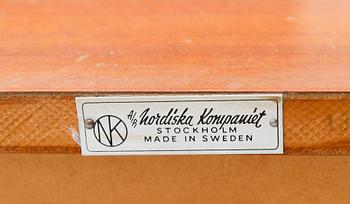 NK
A/B Nordiska Kompaniet
STOCKHOLM
MADE IN SWEDEN